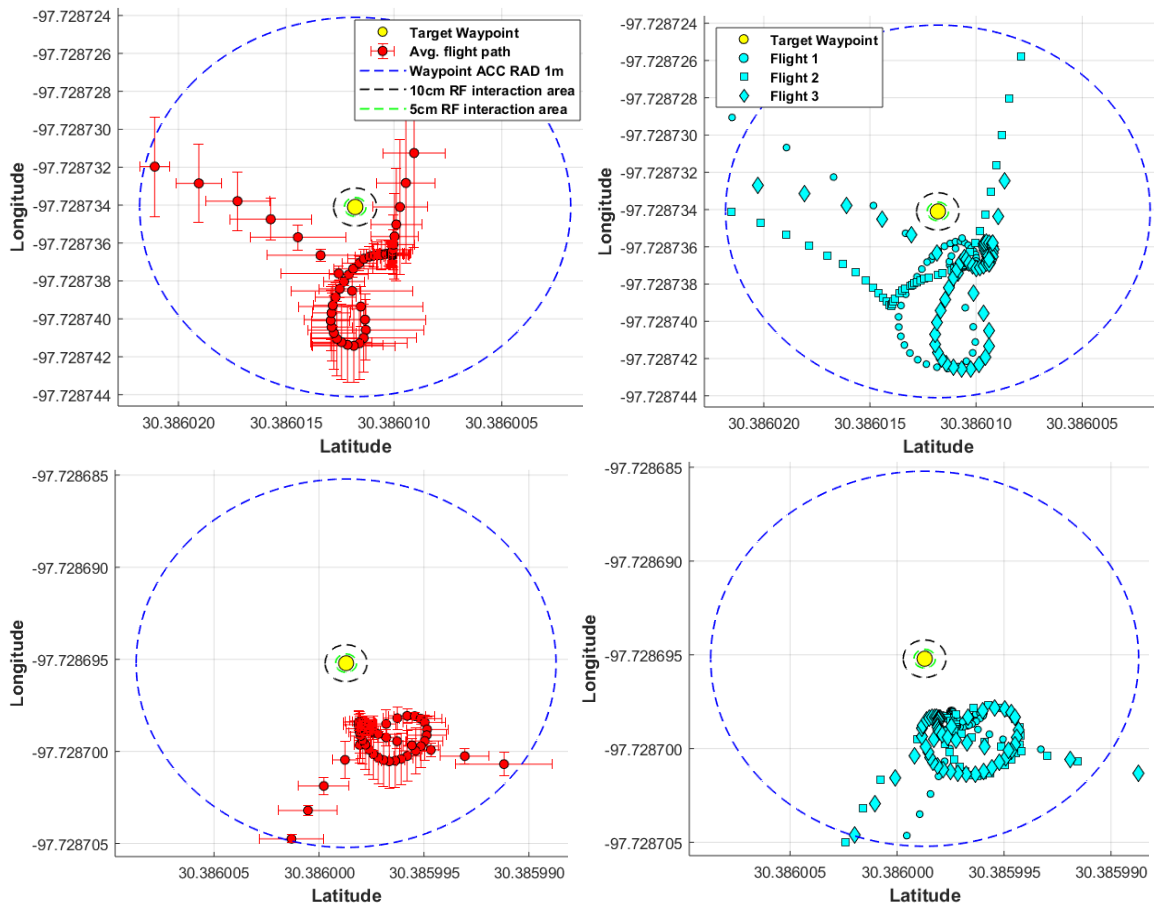 -97.728724
-97.728726
-97.728728
-97.728730
-97.728732
-97.728734
-97.728736
-97.728738
-97.728740
-97.728742
-97.728744
Longitude
30.386020
30.386015
30.386010
30.386005
Latitude
Target Waypoint
Avg. flight path
Waypoint ACC RAD 1m
10cm RF interaction area
5cm RF interaction area
-97.728724
-97.728726
-97.728728
-97.728730
-97.728732
-97.728734
-97.728736
-97.728738
-97.728740
-97.728742
-97.728744
Longitude
30.386020
30.386015
30.386010
30.386005
Latitude
Target Waypoint
Flight 1
Flight 2
Flight 3
-97.728685
-97.728690
-97.728695
-97.728700
-97.728705
Longitude
30.386005
30.386000
30.385995
30.385990
Latitude
-97.728685
-97.728690
-97.728695
-97.728700
-97.728705
Longitude
30.386005
30.386000
30.385995
30.385990
Latitude